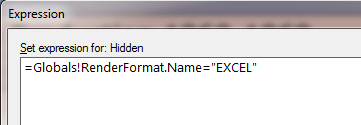 Expression
Set expression for: Hidden
=Globals!RenderFormat.Name="EXCEL"